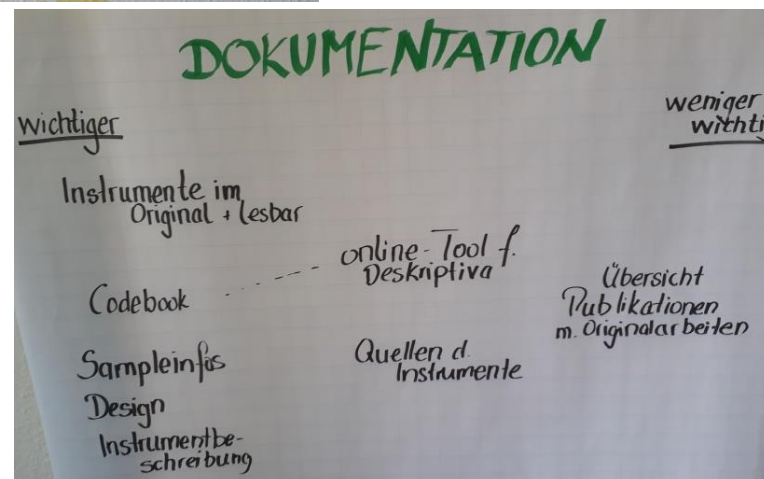 DOKUMENTATION
wichtiger
weniger
withti
Instrumente im
Original + lesbar
Codebook
online-Tool f.
Deskriptiva
Übersicht
Publikationen
m. Originalarbeiten
Sampleinfos
Quellen d.
Instrumente
Design
Instrumentbe-
schreibung